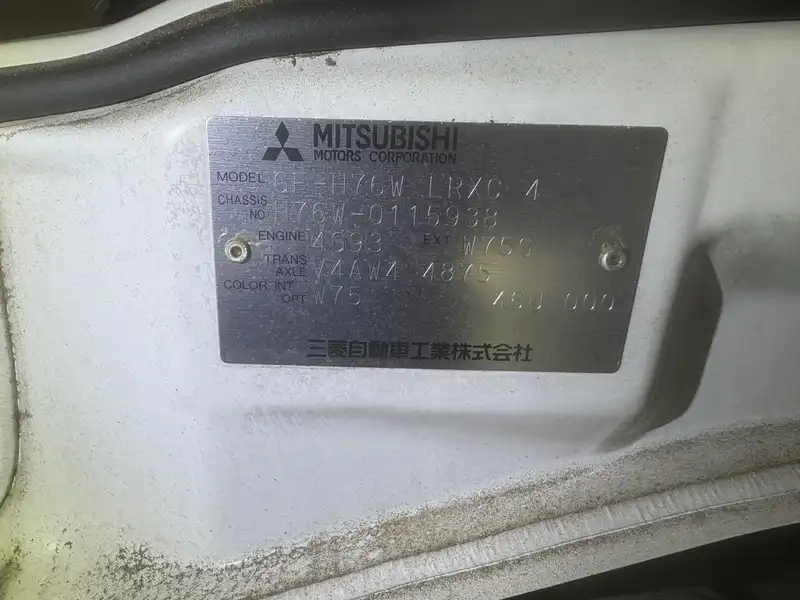 MITSUBISHI
MOTORS CORPORATION
MODEL GF-H76W LRXC 4
CHASSIS NO. H76W-0115938
ENGINE 4G93 EXT W75G
TRANS AXLE V4AW4 4875
COLOR INT OPT W75 46U 000
三菱自動車工業株式会社